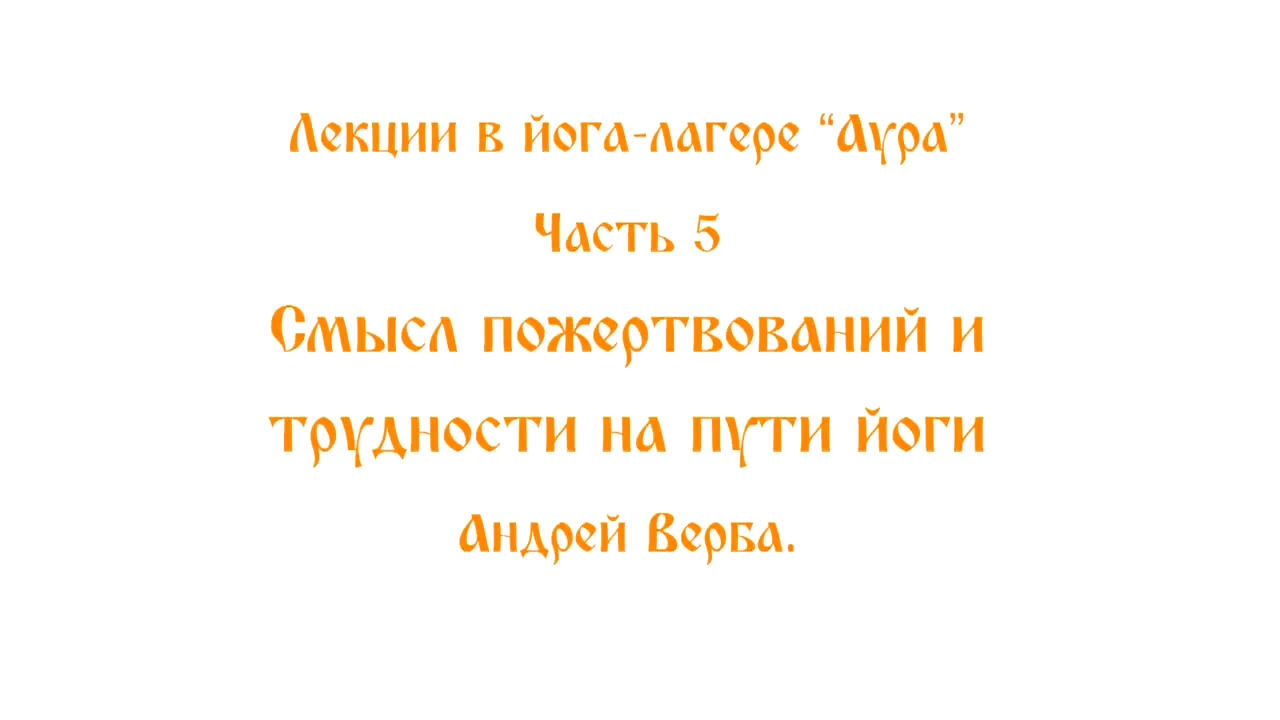 Лекции в йога-лагере “Аура”
Часть 5
Смысл пожертвований и
трудности на пути йоги
Андрей Верба.